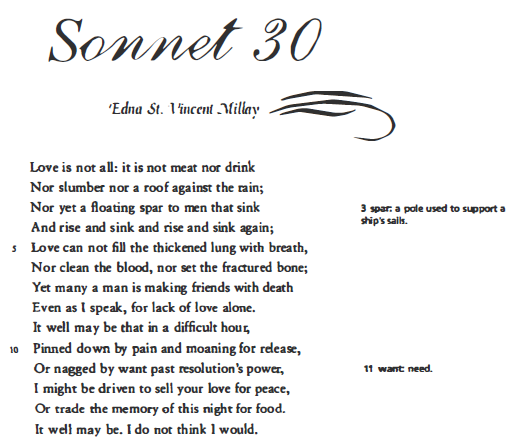 Sonnet 30
Edna St. Vincent Millay
Love is not all: it is not meat nor drink
Nor slumber nor a roof against the rain;
Nor yet a floating spar to men that sink
And rise and sink and rise and sink again;
5 Love can not fill the thickened lung with breath,
Nor clean the blood, nor set the fractured bone;
Yet many a man is making friends with death
Even as I speak, for lack of love alone.
It well may be that in a difficult hour,
10 Pinned down by pain and moaning for release,
Or nagged by want past resolution's power,
I might be driven to sell your love for peace,
Or trade the memory of this night for food.
It well may be. I do not think I would.
3 spar: a pole used to support a
ship's sails.
11 want: need.